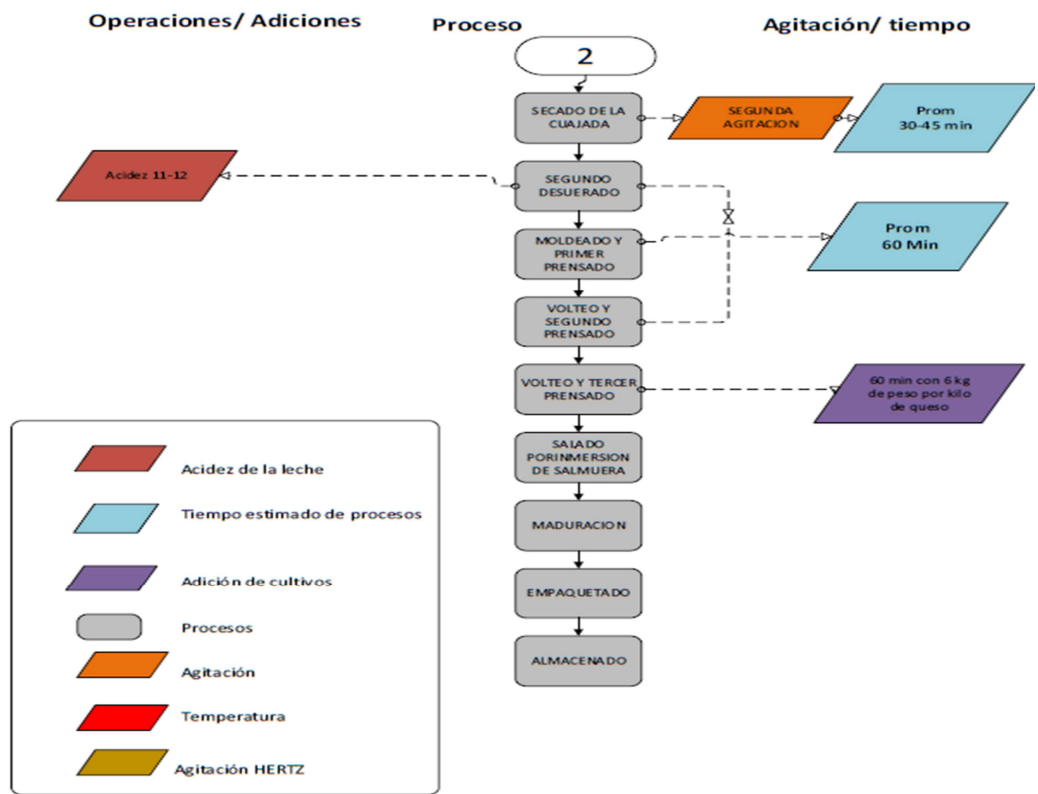 Operaciones/ Adiciones
Proceso
Agitación/ tiempo
2
SECADO DE LA
CUAJADA
SEGUNDA
AGITACION
Prom
30-45 min
Acidez 11-12
SEGUNDO
DESUERADO
MOLDEADO Y
PRIMER
PRENSADO
Prom
60 Min
VOLTEO Y
SEGUNDO
PRENSADO
VOLTEO Y TERCER
PRENSADO
60 min con 6 kg
de peso por kilo
de queso
SALADO
PORINMERSION
DE SALMUERA
MADURACION
EMPAQUETADO
ALMACENADO
Acidez de la leche
Tiempo estimado de procesos
Adición de cultivos
Procesos
Agitación
Temperatura
Agitación HERTZ